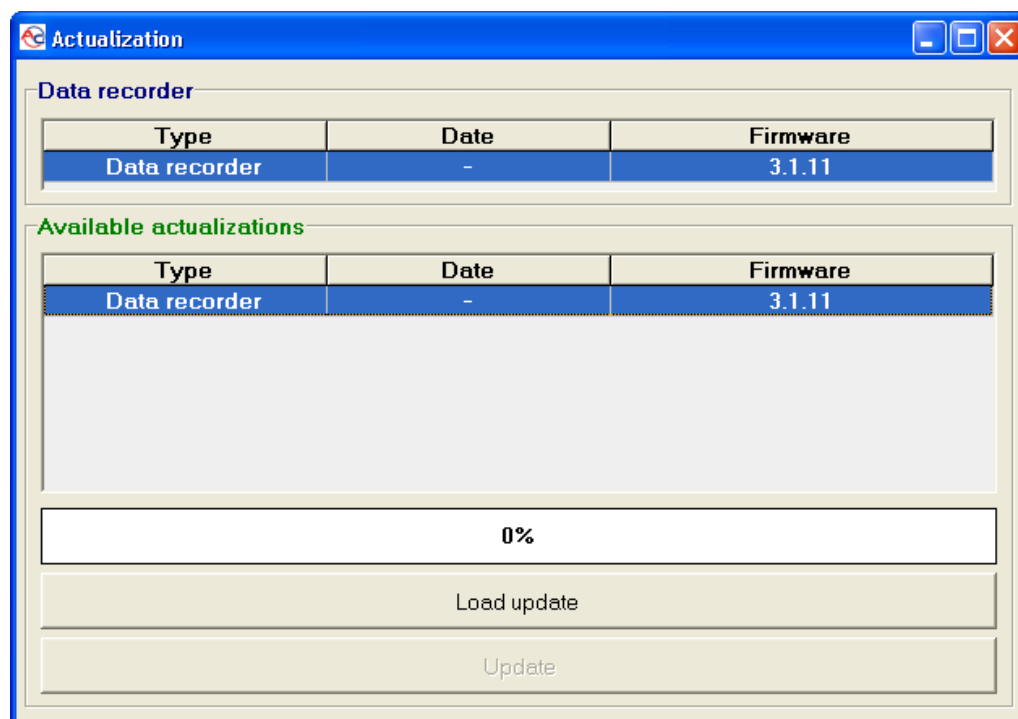 Actualization
Data recorder
Type Date Firmware
Data recorder - 3.1.11
Available actualizations
Type Date Firmware
Data recorder - 3.1.11
0%
Load update
Update